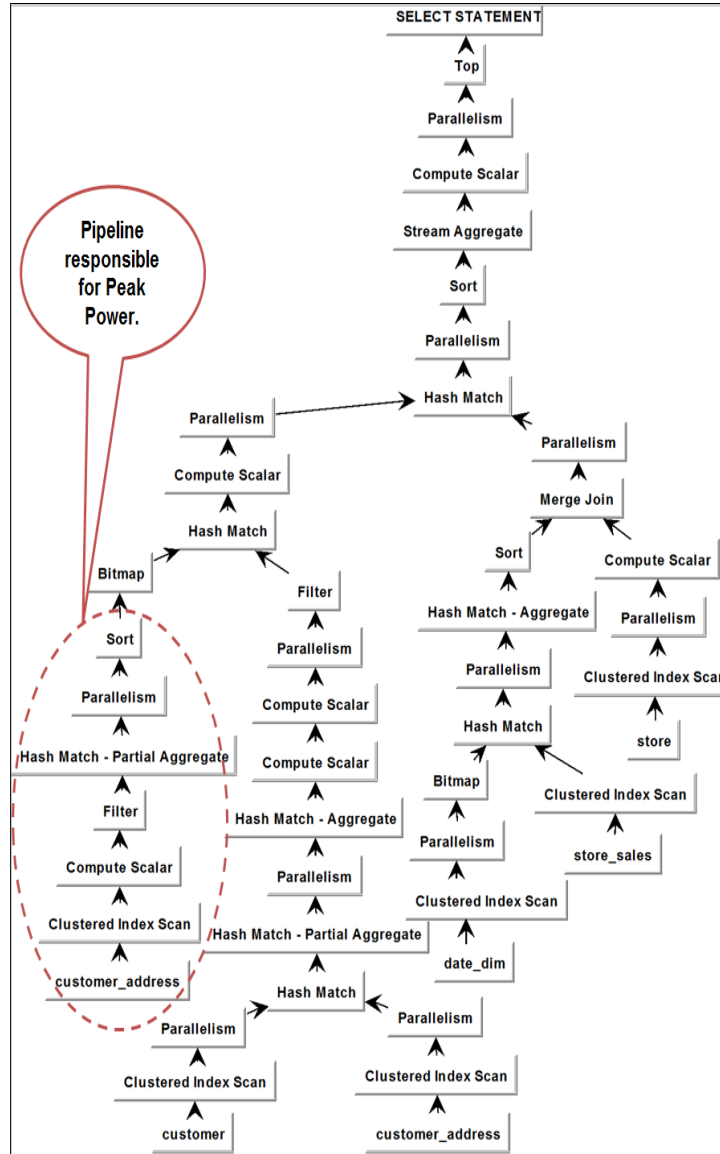 SELECT STATEMENT
Top
Parallelism
Compute Scalar
Stream Aggregate
Sort
Parallelism
Hash Match
Pipeline
responsible
for Peak
Power.
Parallelism
Compute Scalar
Hash Match
Bitmap
Sort
Parallelism
Hash Match - Partial Aggregate
Filter
Compute Scalar
Clustered Index Scan
customer_address
Filter
Parallelism
Compute Scalar
Compute Scalar
Hash Match - Aggregate
Parallelism
Hash Match - Partial Aggregate
Hash Match
Parallelism
Clustered Index Scan
customer
Parallelism
Clustered Index Scan
customer_address
Parallelism
Merge Join
Sort
Hash Match - Aggregate
Parallelism
Hash Match
Bitmap
Parallelism
Clustered Index Scan
date_dim
Clustered Index Scan
store_sales
Compute Scalar
Parallelism
Clustered Index Scan
store